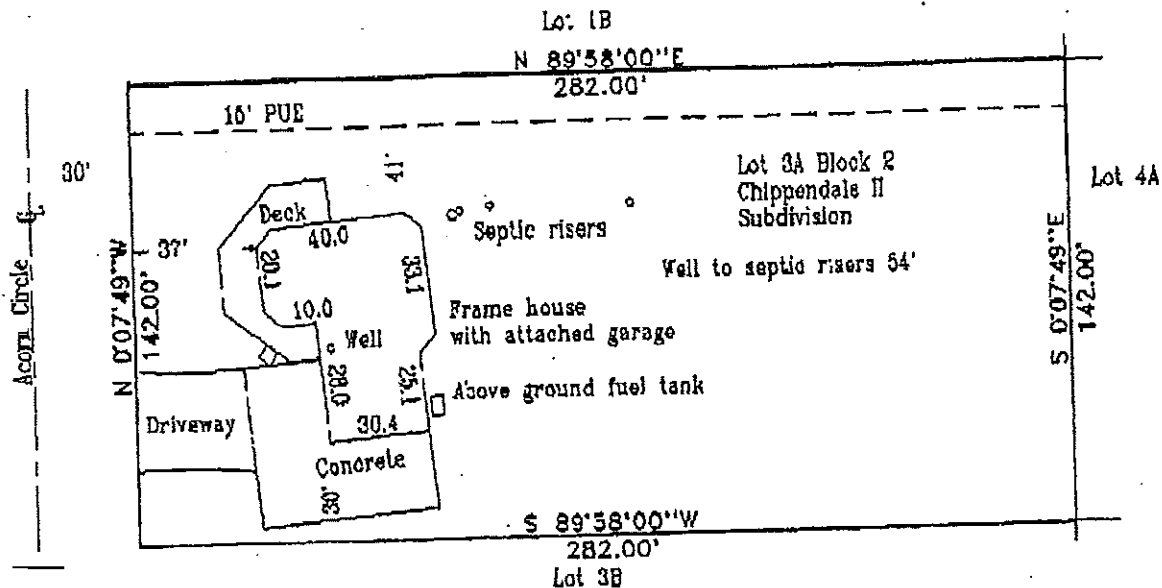 Lot 1B
N 89°58'00"E
282.00'
15' PUE
30'
41'
Lot 3A Block 2
Chippendale II
Subdivision
Lot 4A
Deck
Septic risers
40.0
37'
20.1
33.1
Well to septic risers 54'
Acorn Circle
N 0°07'49"W
142.00'
S 0°07'49"E
142.00'
10.0
Frame house
with attached garage
Well
28.0
25.1
Above ground fuel tank
Driveway
30.4
Concrete
30'
S 89°58'00"W
282.00'
Lot 3B